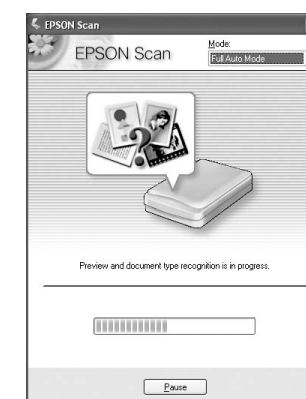 EPSON Scan
EPSON Scan
Mode:
Full Auto Mode
Preview and document type recognition is in progress.
Pause